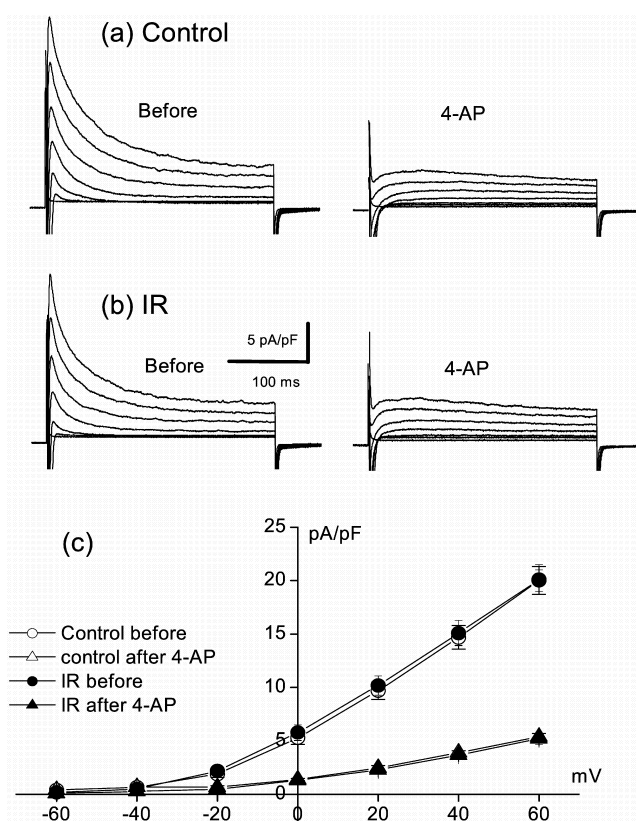 (a) Control
Before
4-AP
(b) IR
Before
5 pA/pF
100 ms
4-AP
(c)
pA/pF
25
20
15
10
5
0
Control before
control after 4-AP
IR before
IR after 4-AP
mV
-60 -40 -20 0 20 40 60